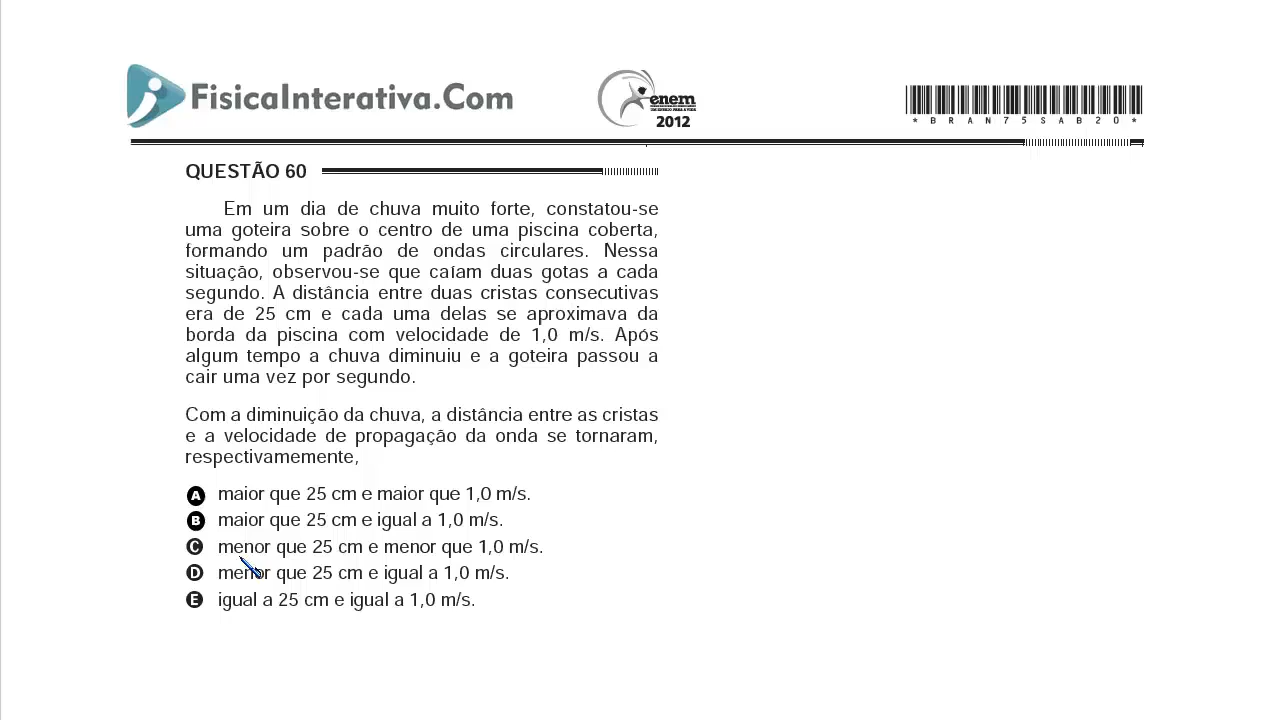 FisicaInterativa.Com
enem
2012
* B R A N 7 5 S A B 2 0 *
QUESTÃO 60
Em um dia de chuva muito forte, constatou-se
uma goteira sobre o centro de uma piscina coberta,
formando um padrão de ondas circulares. Nessa
situação, observou-se que caíam duas gotas a cada
segundo. A distância entre duas cristas consecutivas
era de 25 cm e cada uma delas se aproximava da
borda da piscina com velocidade de 1,0 m/s. Após
algum tempo a chuva diminuiu e a goteira passou a
cair uma vez por segundo.
Com a diminuição da chuva, a distância entre as cristas
e a velocidade de propagação da onda se tornaram,
respectivamemente,
A maior que 25 cm e maior que 1,0 m/s.
B maior que 25 cm e igual a 1,0 m/s.
C menor que 25 cm e menor que 1,0 m/s.
D menor que 25 cm e igual a 1,0 m/s.
E igual a 25 cm e igual a 1,0 m/s.